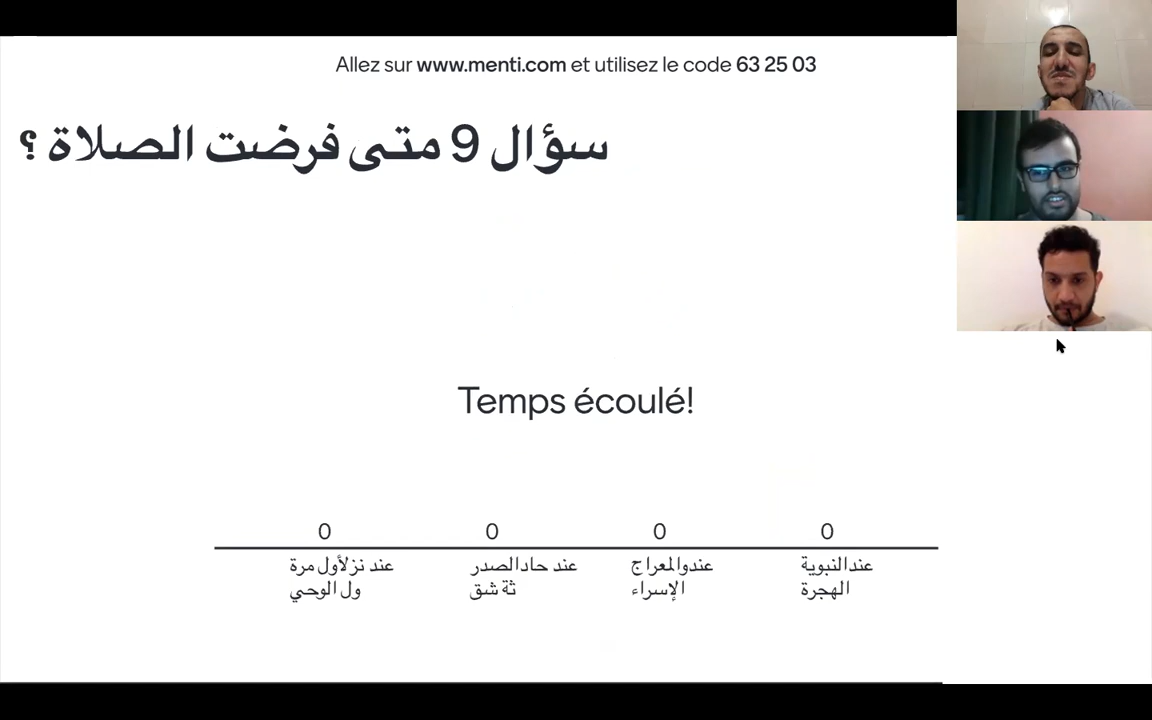 Allez sur www.menti.com et utilisez le code 63 25 03
سؤال 9 متى فرضت الصلاة ؟
Temps écoulé!
0 0 0 0
عند نزلأول مرة
ول الوحي
عند حادالصدر
ثة شق
عندوالمعراج
الإسراء
عندالنبوية
الهجرة